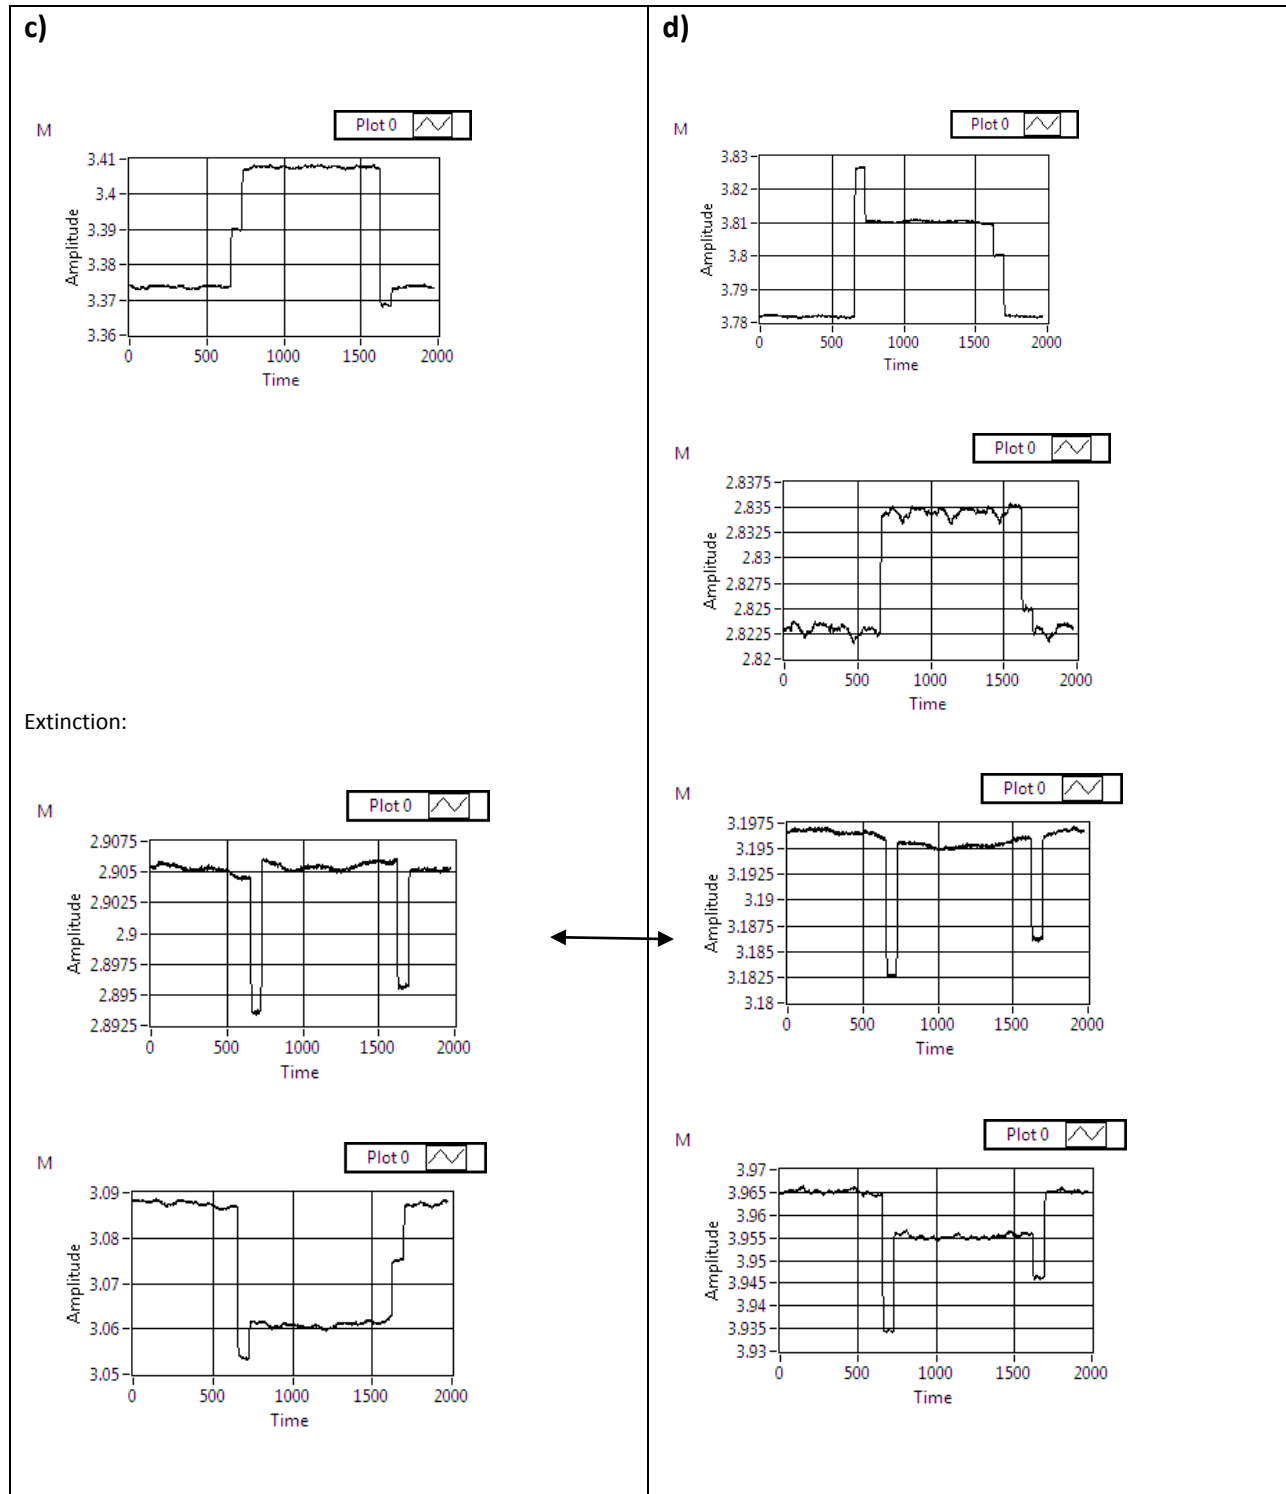 c)
M
Plot 0
3.41
3.4
3.39
3.38
3.37
3.36
Amplitude
0 500 1000 1500 2000
Time
Extinction:
M
Plot 0
2.9075
2.905
2.9025
2.9
2.8975
2.895
2.8925
Amplitude
0 500 1000 1500 2000
Time
M
Plot 0
3.09
3.08
3.07
3.06
3.05
Amplitude
0 500 1000 1500 2000
Time
d)
M
Plot 0
3.83
3.82
3.81
3.8
3.79
3.78
Amplitude
0 500 1000 1500 2000
Time
M
Plot 0
2.8375
2.835
2.8325
2.83
2.8275
2.825
2.8225
2.82
Amplitude
0 500 1000 1500 2000
Time
M
Plot 0
3.1975
3.195
3.1925
3.19
3.1875
3.185
3.1825
3.18
Amplitude
0 500 1000 1500 2000
Time
M
Plot 0
3.97
3.965
3.96
3.955
3.95
3.945
3.94
3.935
3.93
Amplitude
0 500 1000 1500 2000
Time